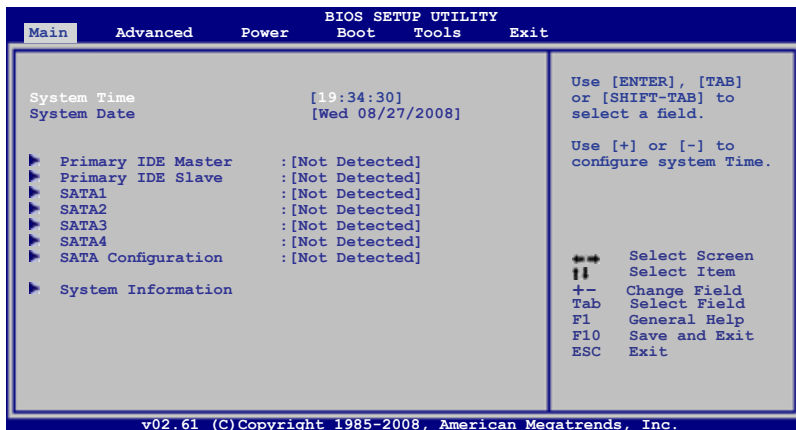 BIOS SETUP UTILITY
Main Advanced Power Boot Tools Exit
System Time [19:34:30]
System Date [Wed 08/27/2008]
Primary IDE Master :[Not Detected]
Primary IDE Slave :[Not Detected]
SATA1 :[Not Detected]
SATA2 :[Not Detected]
SATA3 :[Not Detected]
SATA4 :[Not Detected]
SATA Configuration :[Not Detected]
System Information
Use [ENTER], [TAB]
or [SHIFT-TAB] to
select a field.
Use [+] or [-] to
configure system Time.
←→ Select Screen
↑↓ Select Item
+- Change Field
Tab Select Field
F1 General Help
F10 Save and Exit
ESC Exit
v02.61 (C)Copyright 1985-2008, American Megatrends, Inc.